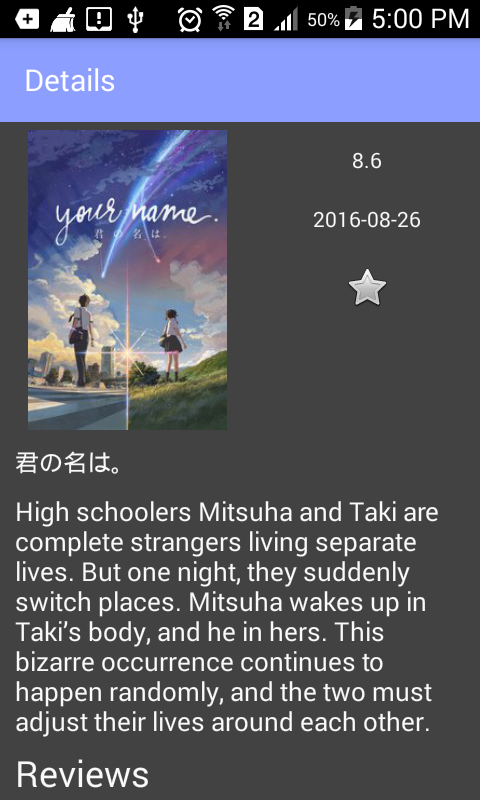 2 50% 5:00 PM
Details
your name.
君の名は。
8.6
2016-08-26
君の名は。
High schoolers Mitsuha and Taki are
complete strangers living separate
lives. But one night, they suddenly
switch places. Mitsuha wakes up in
Taki’s body, and he in hers. This
bizarre occurrence continues to
happen randomly, and the two must
adjust their lives around each other.
Reviews